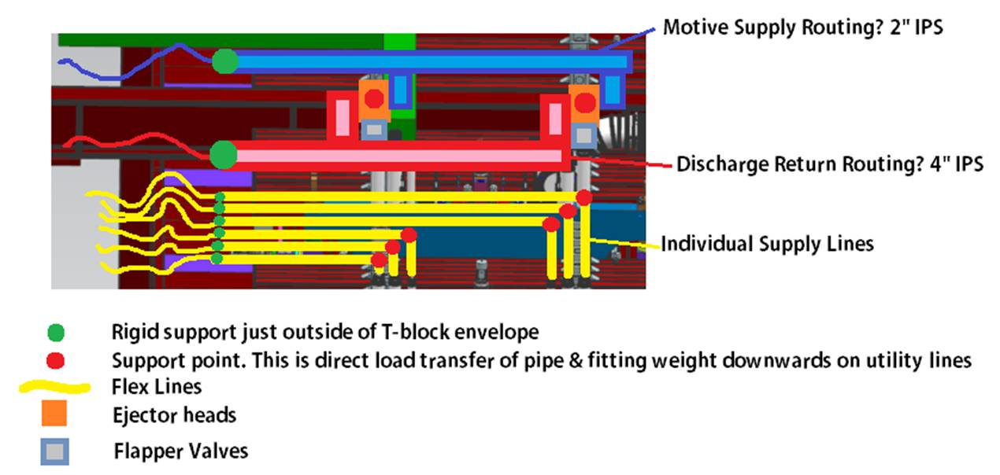 Motive Supply Routing? 2" IPS
Discharge Return Routing? 4" IPS
Individual Supply Lines
Rigid support just outside of T-block envelope
Support point. This is direct load transfer of pipe & fitting weight downwards on utility lines
Flex Lines
Ejector heads
Flapper Valves